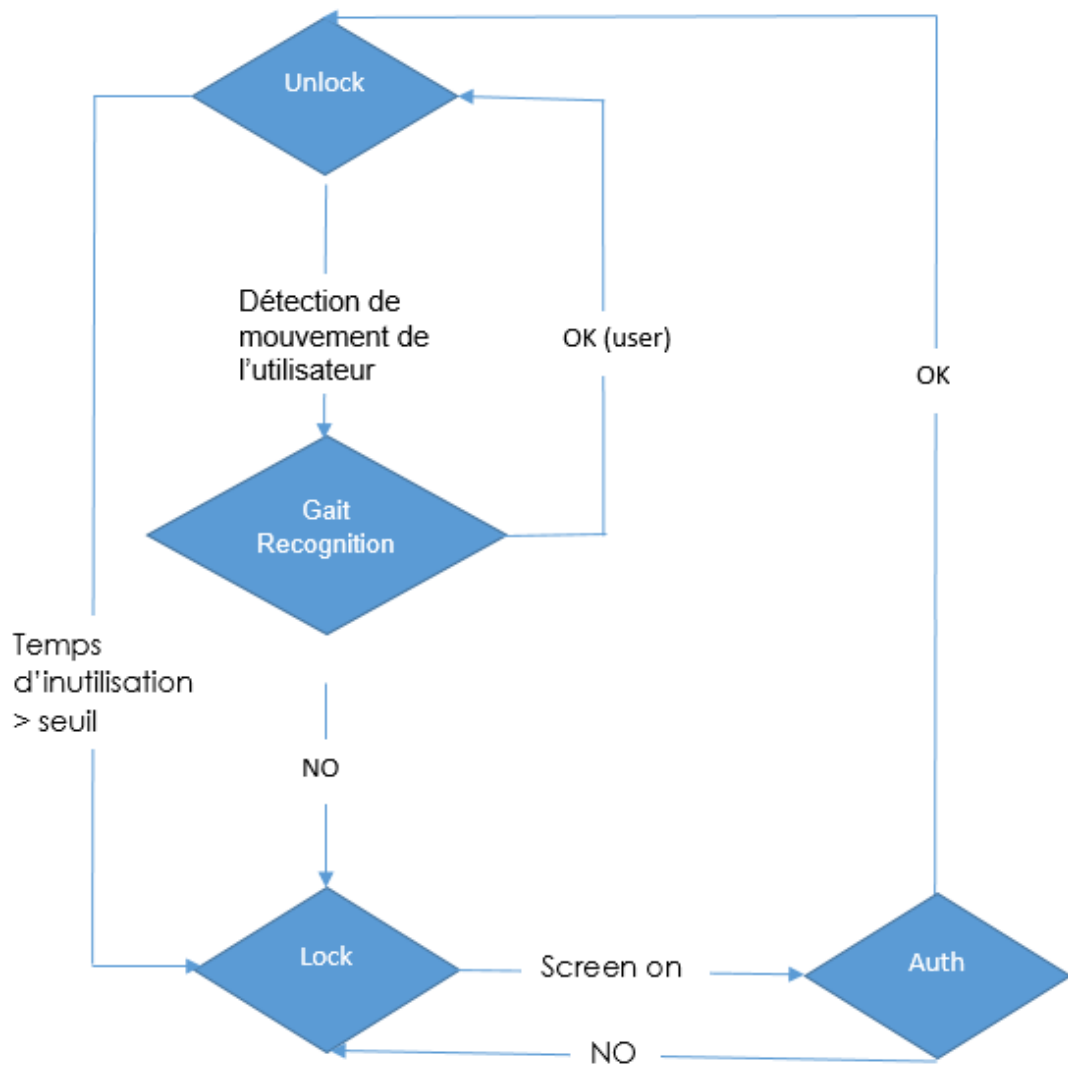 Unlock
Détection de
mouvement de
l’utilisateur
OK (user)
OK
Gait
Recognition
Temps
d’inutilisation
> seuil
NO
Lock
Screen on
Auth
NO